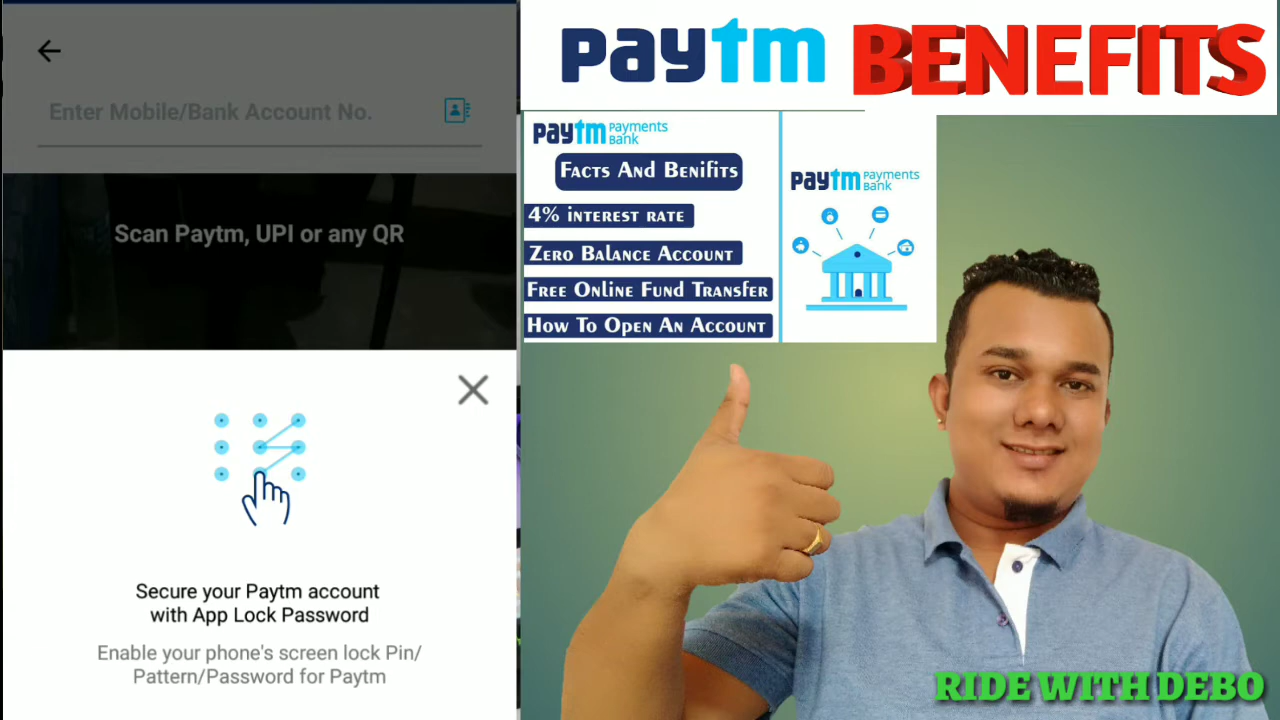 Enter Mobile/Bank Account No.
Scan Paytm, UPI or any QR
Secure your Paytm account
with App Lock Password
Enable your phone's screen lock Pin/
Pattern/Password for Paytm
paytm BENEFITS
paytm Payments
Bank
Facts And Benifits
4% interest rate
Zero Balance Account
Free Online Fund Transfer
How To Open An Account
paytm Payments
Bank
RIDE WITH DEBO